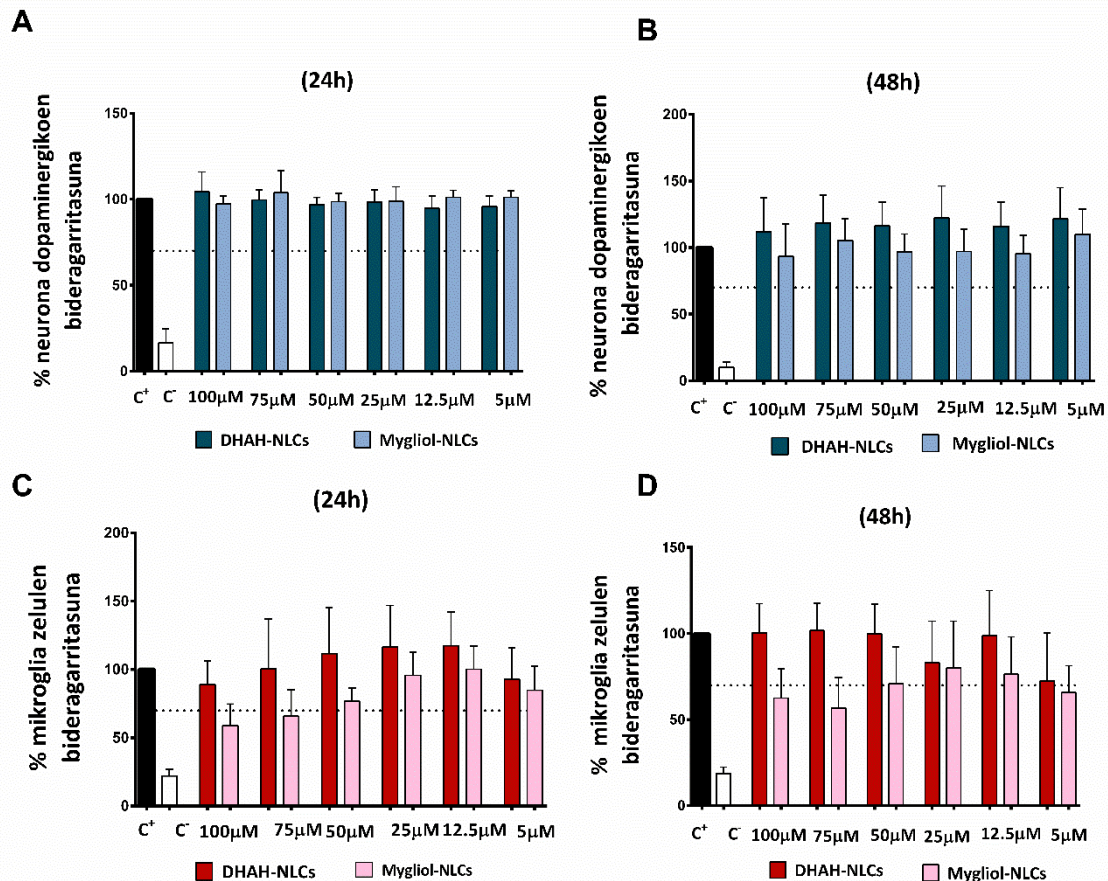 A
(24h)
% neurona dopaminergikoen
bideragarritasuna
150
100
50
0
C+ C- 100µM 75µM 50µM 25µM 12.5µM 5µM
DHAH-NLCs Mygliol-NLCs
B
(48h)
% neurona dopaminergikoen
bideragarritasuna
200
150
100
50
0
C+ C- 100µM 75µM 50µM 25µM 12.5µM 5µM
DHAH-NLCs Mygliol-NLCs
C
(24h)
% mikroglia zelulen
bideragarritasuna
200
150
100
50
0
C+ C- 100µM 75µM 50µM 25µM 12.5µM 5µM
DHAH-NLCs Mygliol-NLCs
D
(48h)
% mikroglia zelulen
bideragarritasuna
150
100
50
0
C+ C- 100µM 75µM 50µM 25µM 12.5µM 5µM
DHAH-NLCs Mygliol-NLCs